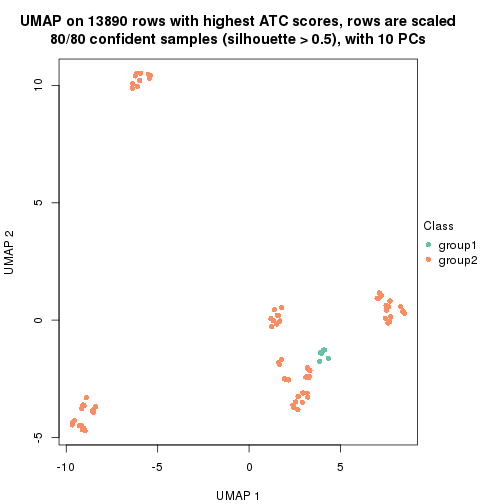 UMAP on 13890 rows with highest ATC scores, rows are scaled
80/80 confident samples (silhouette > 0.5), with 10 PCs
10
5
0
-5
UMAP 2
-10
-5
0
5
UMAP 1
Class
group1
group2